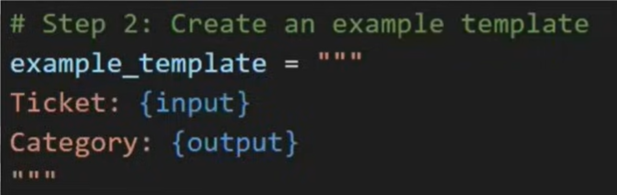 # Step 2: Create an example template
example_template = """
Ticket: {input}
Category: {output}
"""